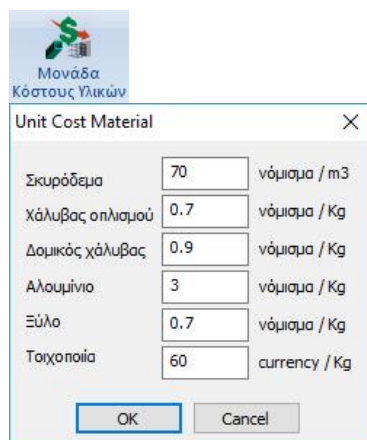 Μονάδα
Κόστους Υλικών
Unit Cost Material
Σκυρόδεμα 70 νόμισμα / m3
Χάλυβας οπλισμού 0.7 νόμισμα / Kg
Δομικός χάλυβας 0.9 νόμισμα / Kg
Αλουμίνιο 3 νόμισμα / Kg
Ξύλο 0.7 νόμισμα / Kg
Τοιχοποιία 60 currency / Kg
OK Cancel